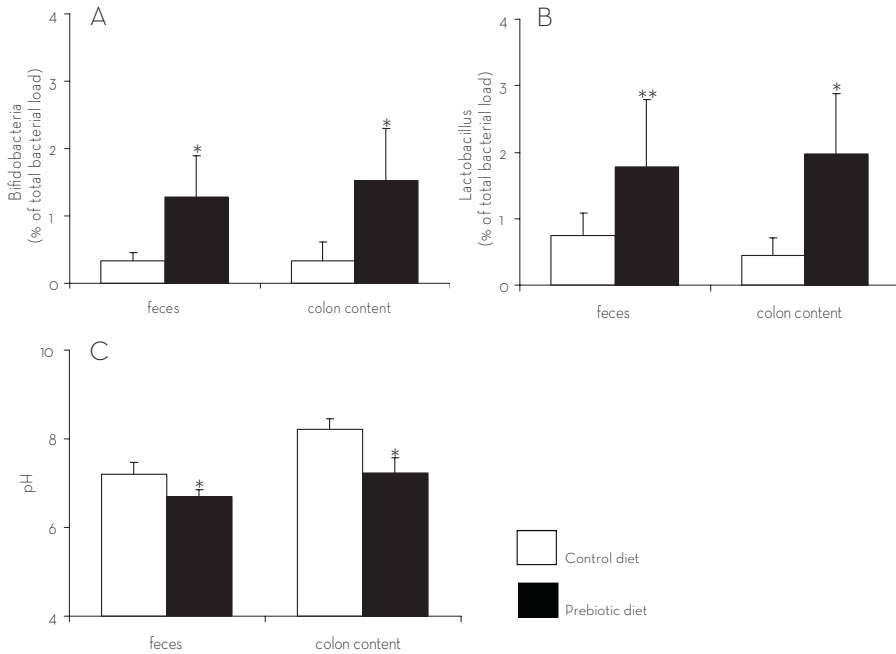 A
4
3
2
1
0
Bifidobacteria
(% of total bacterial load)
*
*
feces
colon content
B
4
3
2
1
0
Lactobacillus
(% of total bacterial load)
**
*
feces
colon content
C
10
8
6
4
pH
*
*
feces
colon content
Control diet
Prebiotic diet